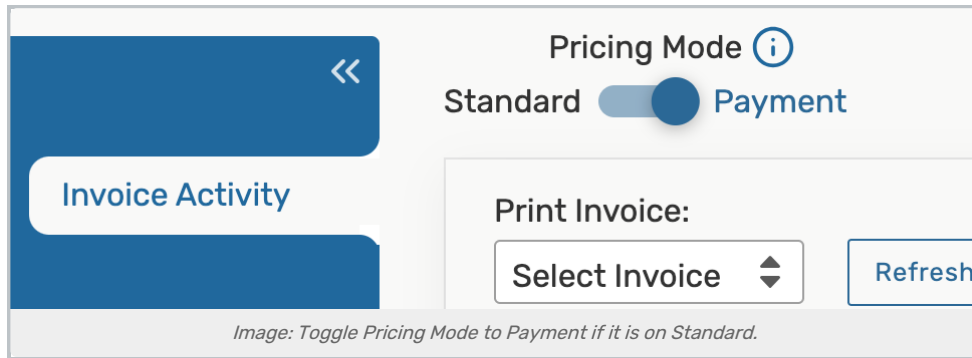 Pricing Mode
Standard Payment
Invoice Activity
Print Invoice:
Select Invoice
Refresh
Image: Toggle Pricing Mode to Payment if it is on Standard.